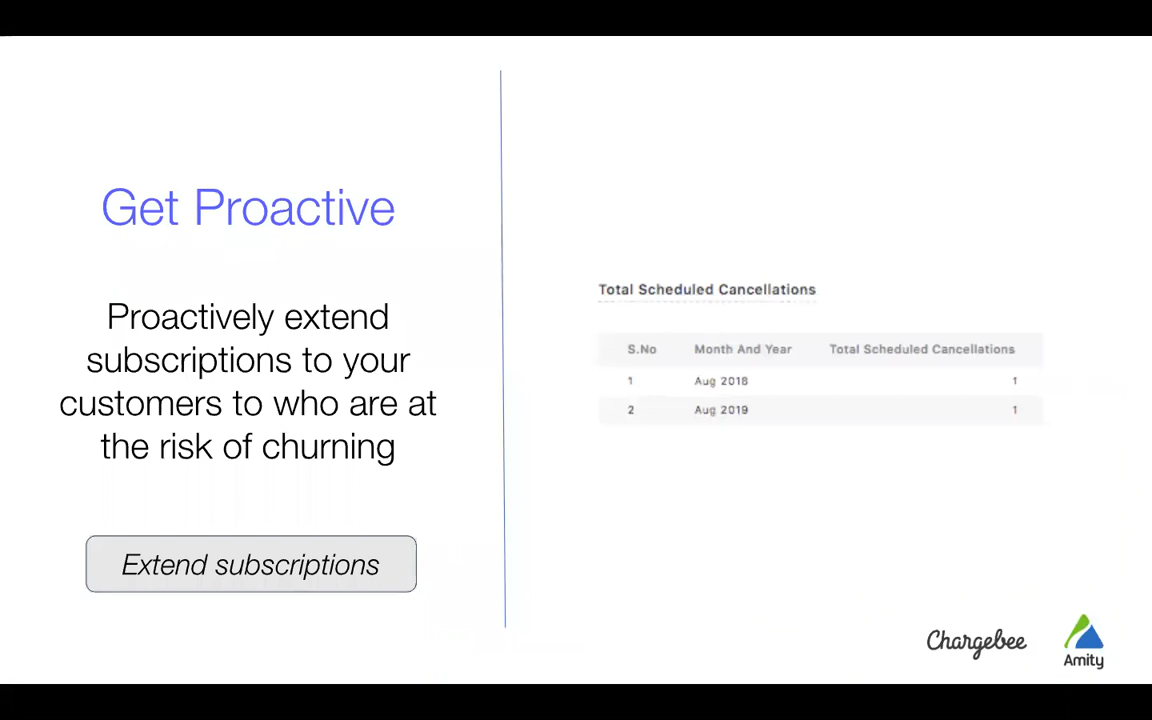 Get Proactive
Proactively extend
subscriptions to your
customers to who are at
the risk of churning
Extend subscriptions
Total Scheduled Cancellations
S.No Month And Year Total Scheduled Cancellations
1 Aug 2018 1
2 Aug 2019 1
Chargebee
Amity